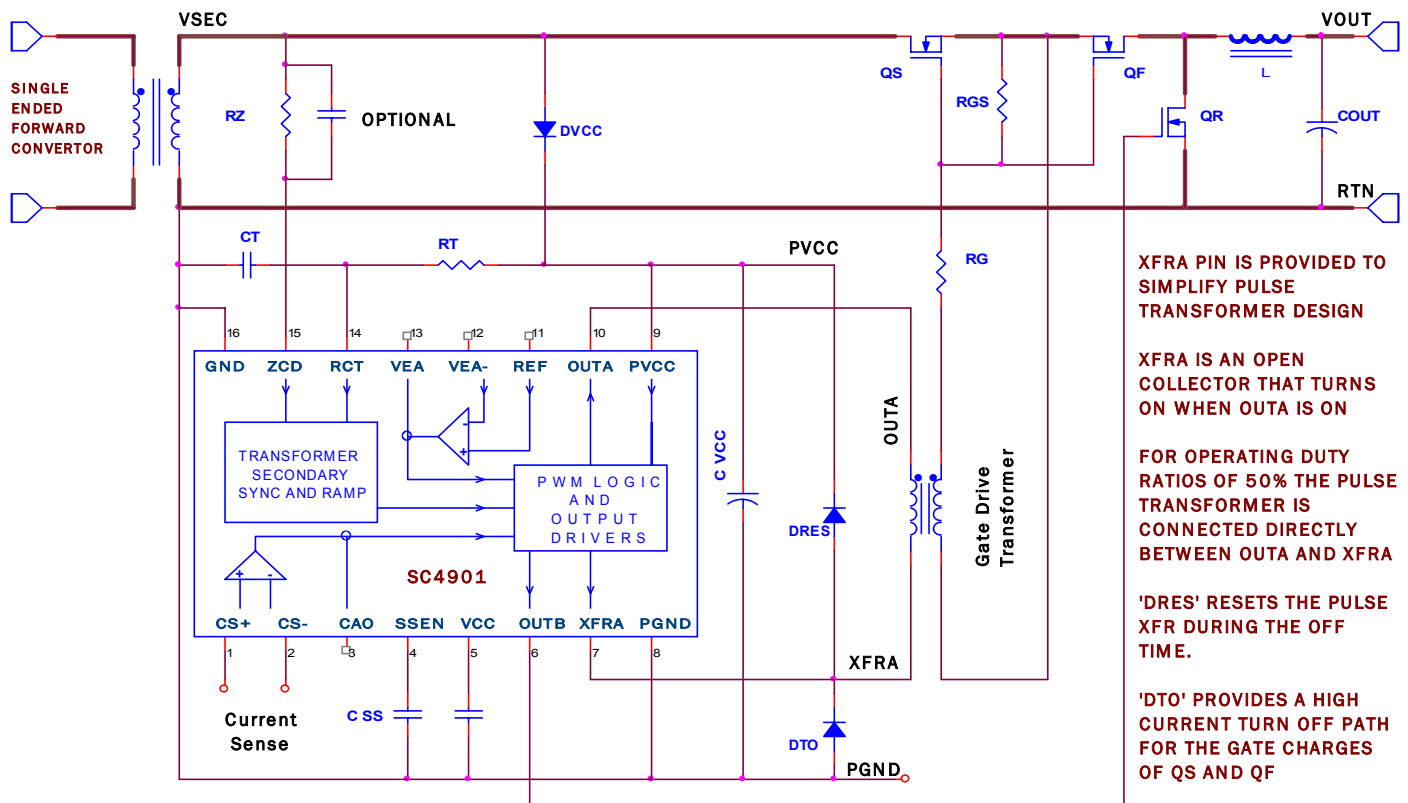 VSEC
VOUT
SINGLE
ENDED
FORWARD
CONVERTOR
RZ
OPTIONAL
DVCC
QS
RGS
QF
QR
L
COUT
RTN
CT
RT
PVCC
RG
XFRA PIN IS PROVIDED TO
SIMPLIFY PULSE
TRANSFORMER DESIGN
XFRA IS AN OPEN
COLLECTOR THAT TURNS
ON WHEN OUTA IS ON
FOR OPERATING DUTY
RATIOS OF 50% THE PULSE
TRANSFORMER IS
CONNECTED DIRECTLY
BETWEEN OUTA AND XFRA
'DRES' RESETS THE PULSE
XFR DURING THE OFF
TIME.
'DTO' PROVIDES A HIGH
CURRENT TURN OFF PATH
FOR THE GATE CHARGES
OF QS AND QF
16 15 14 13 12 11 10 9
GND ZCD RCT VEA VEA- REF OUTA PVCC
TRANSFORMER
SECONDARY
SYNC AND RAMP
- +
PWM LOGIC
AND
OUTPUT
DRIVERS
+ -
SC4901
CS+ CS- CAO SSEN VCC OUTB XFRA PGND
1 2 3 4 5 6 7 8
Current
Sense
C SS
C VCC
DRES
OUTA
Gate Drive
Transformer
XFRA
DTO
PGND